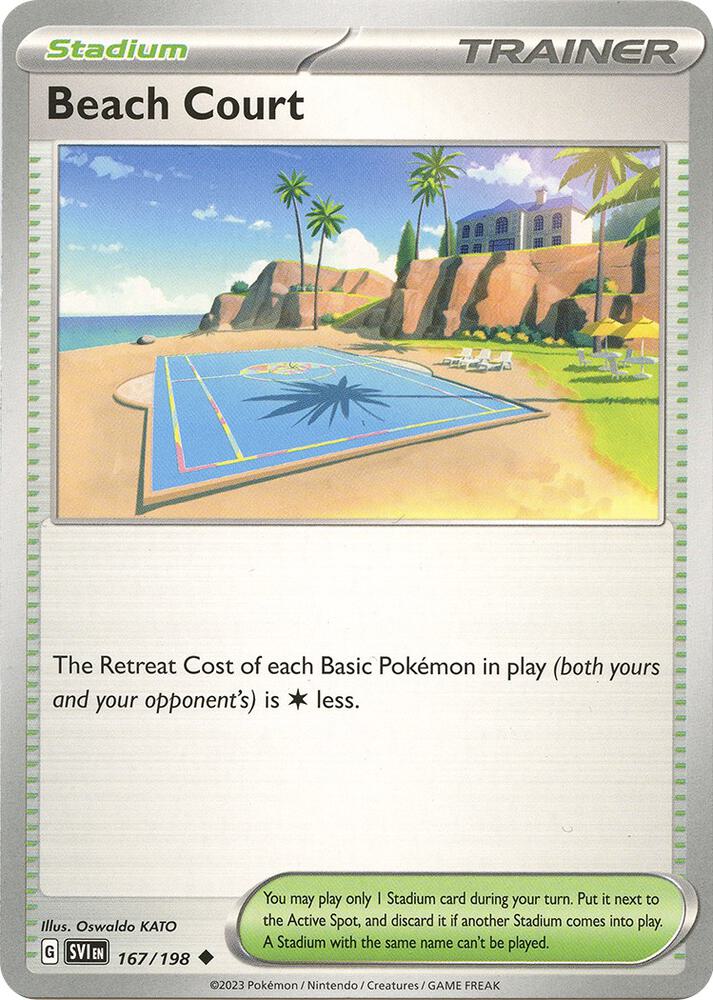 Stadium
TRAINER
Beach Court
The Retreat Cost of each Basic Pokémon in play (both yours
and your opponent's) is ✶ less.
You may play only 1 Stadium card during your turn. Put it next to
the Active Spot, and discard it if another Stadium comes into play.
A Stadium with the same name can't be played.
Illus. Oswaldo KATO
G SVI EN 167/198 ◆
©2023 Pokémon / Nintendo / Creatures / GAME FREAK